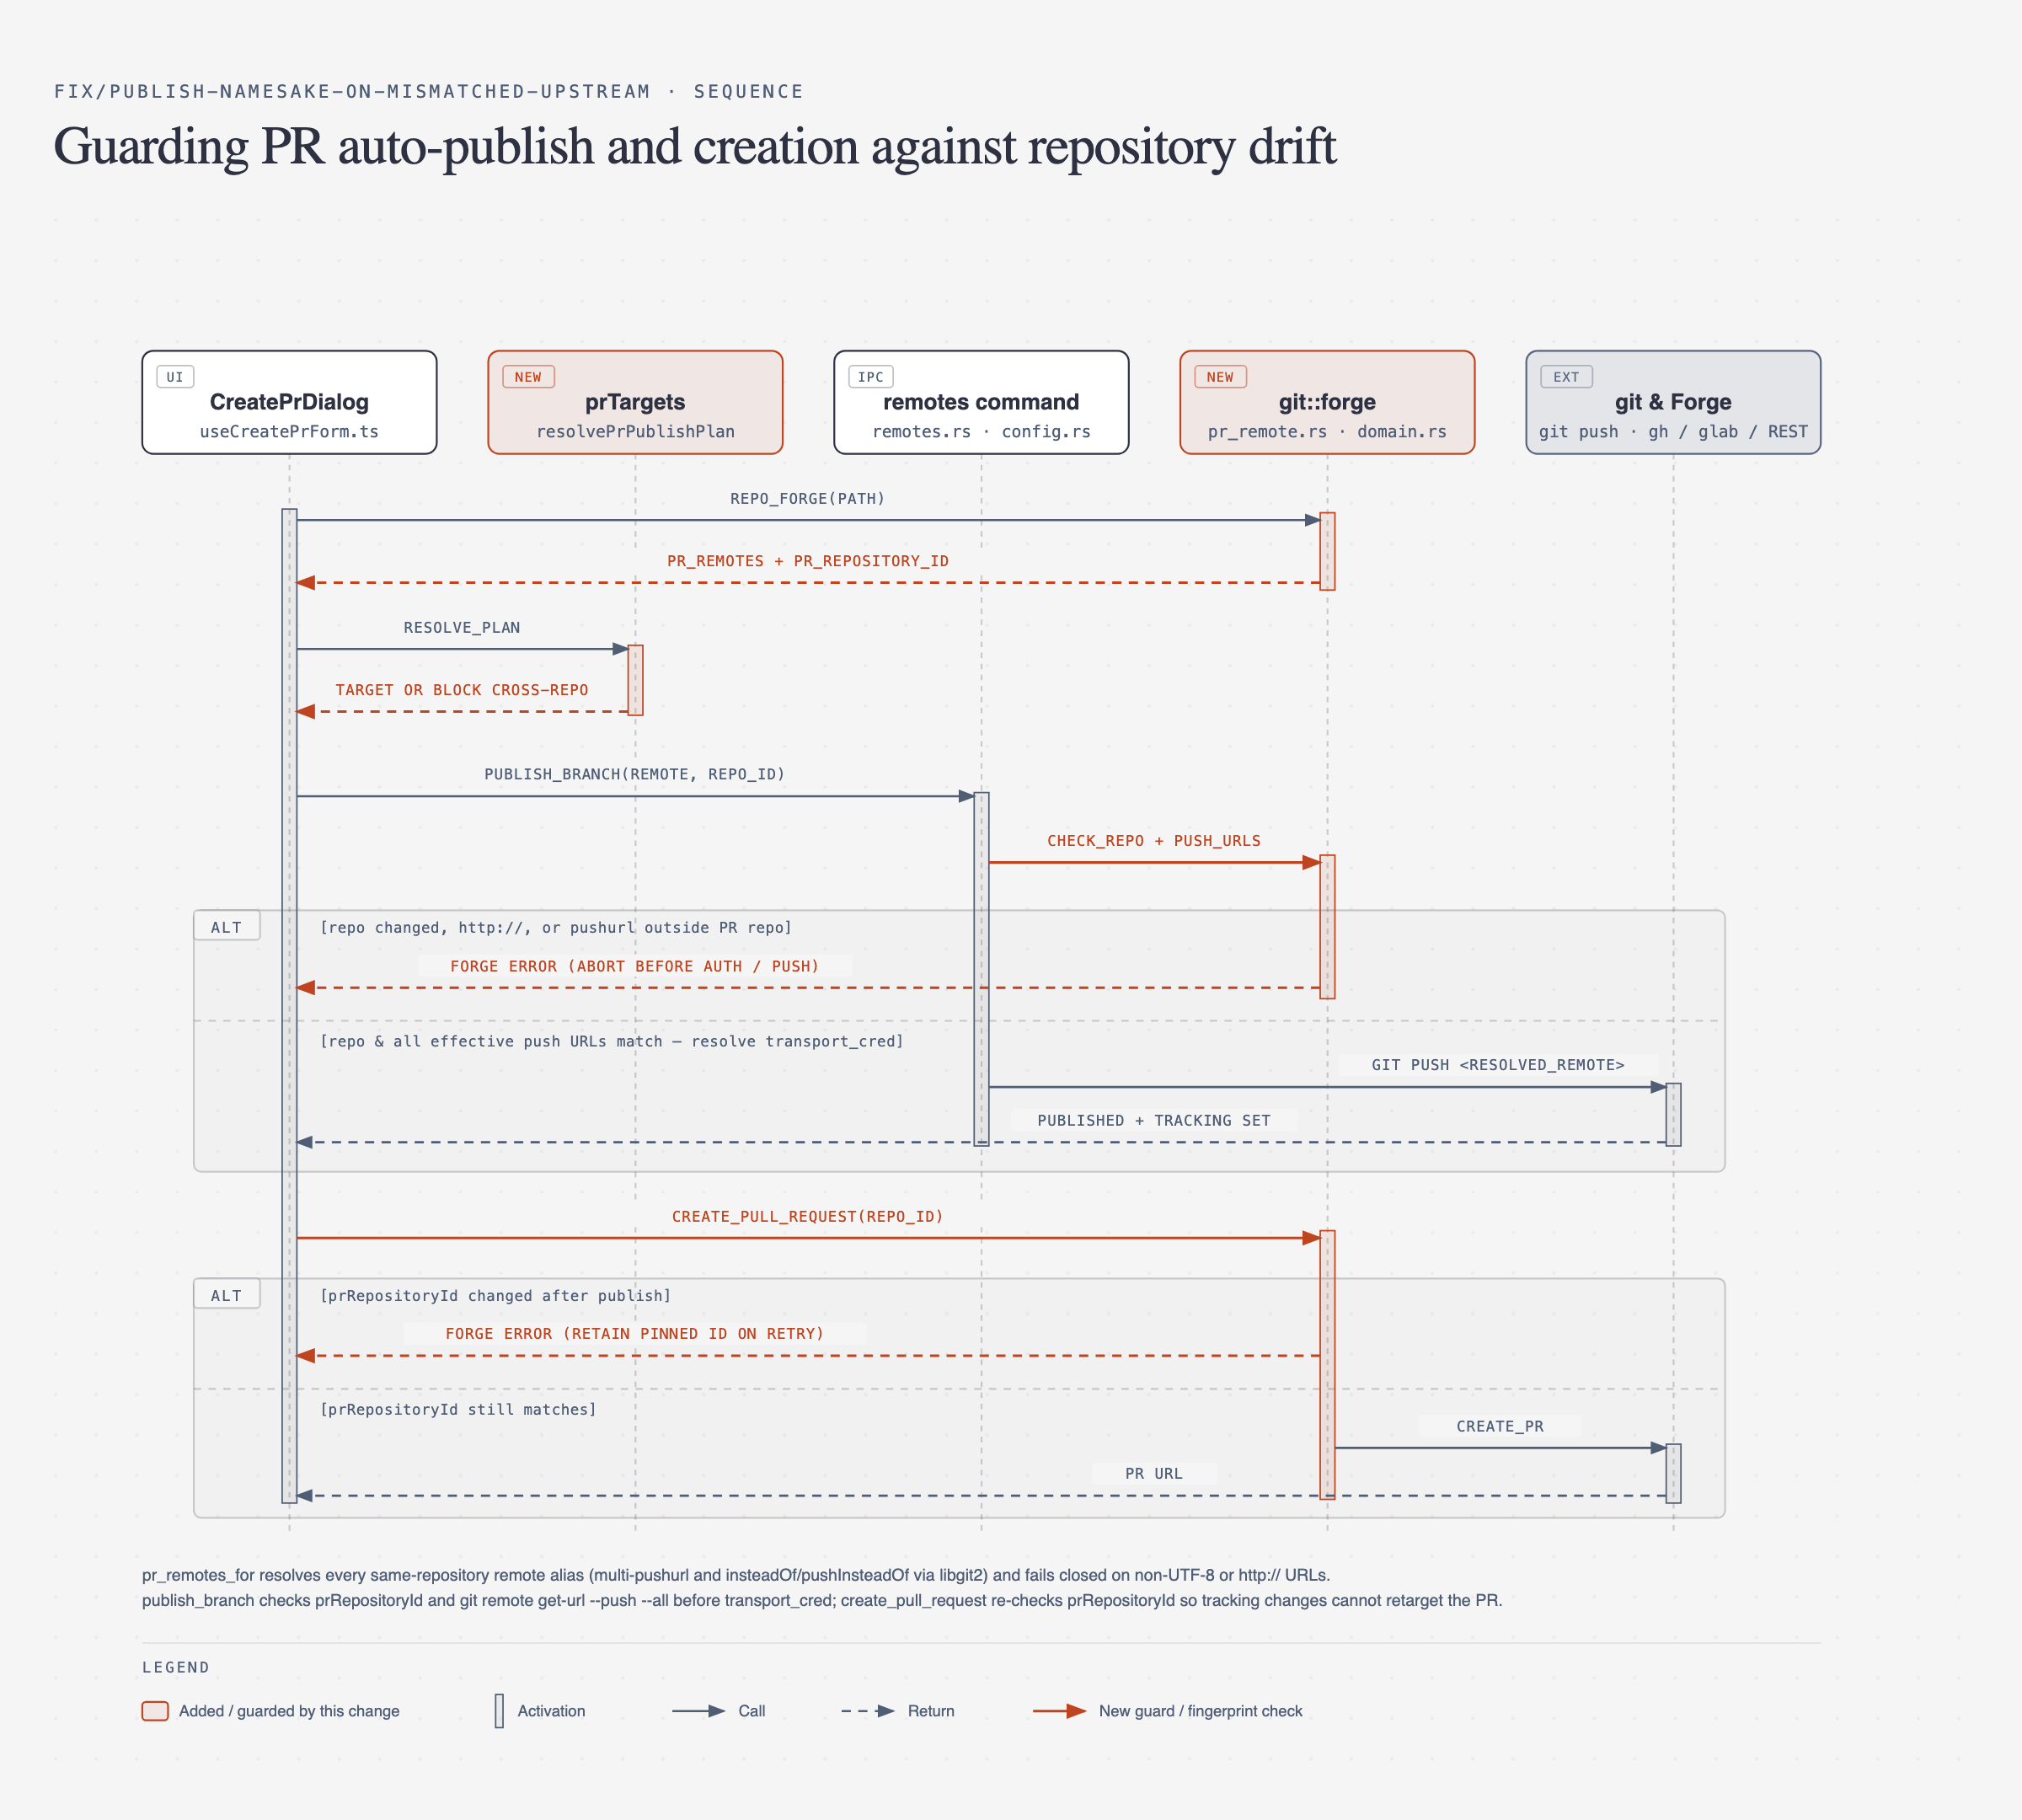 FIX/PUBLISH-NAMESAKE-ON-MISMATCHED-UPSTREAM · SEQUENCE
Guarding PR auto-publish and creation against repository drift
UI
CreatePrDialog
useCreatePrForm.ts
NEW
prTargets
resolvePrPublishPlan
IPC
remotes command
remotes.rs · config.rs
NEW
git::forge
pr_remote.rs · domain.rs
EXT
git & Forge
git push · gh / glab / REST
REPO_FORGE(PATH)
PR_REMOTES + PR_REPOSITORY_ID
RESOLVE_PLAN
TARGET OR BLOCK CROSS-REPO
PUBLISH_BRANCH(REMOTE, REPO_ID)
CHECK_REPO + PUSH_URLS
ALT
[repo changed, http://, or pushurl outside PR repo]
FORGE ERROR (ABORT BEFORE AUTH / PUSH)
[repo & all effective push URLs match — resolve transport_cred]
GIT PUSH <RESOLVED_REMOTE>
PUBLISHED + TRACKING SET
CREATE_PULL_REQUEST(REPO_ID)
ALT
[prRepositoryId changed after publish]
FORGE ERROR (RETAIN PINNED ID ON RETRY)
[prRepositoryId still matches]
CREATE_PR
PR URL
pr_remotes_for resolves every same-repository remote alias (multi-pushurl and insteadOf/pushInsteadOf via libgit2) and fails closed on non-UTF-8 or http:// URLs.
publish_branch checks prRepositoryId and git remote get-url --push --all before transport_cred; create_pull_request re-checks prRepositoryId so tracking changes cannot retarget the PR.
LEGEND
Added / guarded by this change
Activation
Call
Return
New guard / fingerprint check